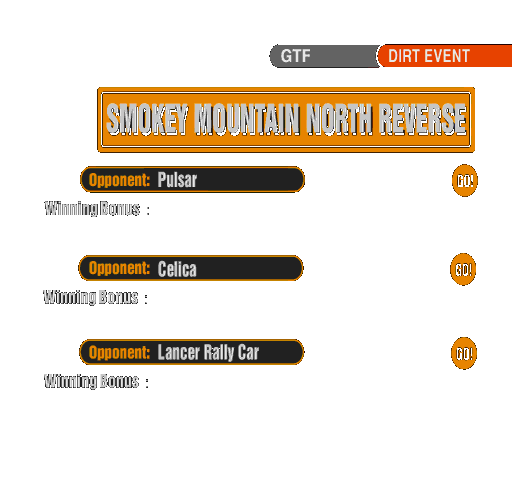 GTF DIRT EVENT
SMOKEY MOUNTAIN NORTH REVERSE
Opponent: Pulsar GO!
Winning Bonus :
Opponent: Celica GO!
Winning Bonus :
Opponent: Lancer Rally Car GO!
Winning Bonus :